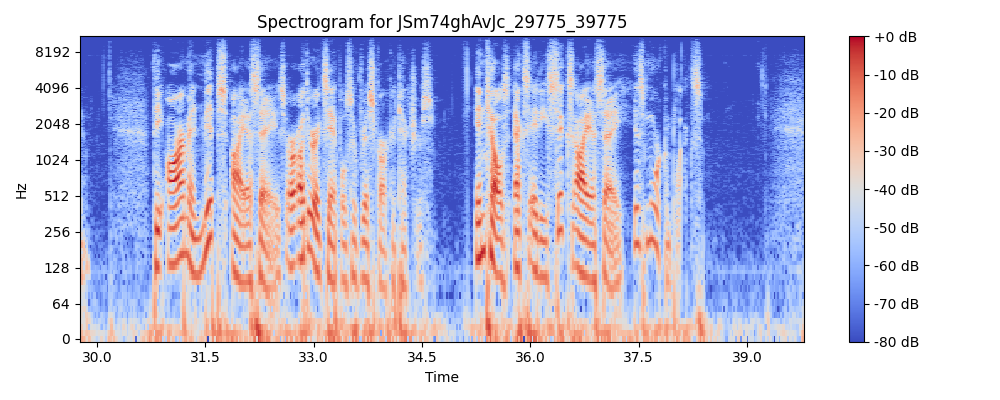 Spectrogram for JSm74ghAvJc_29775_39775
8192
4096
2048
1024
512
256
128
64
0
Hz
30.0 31.5 33.0 34.5 36.0 37.5 39.0
Time
+0 dB
-10 dB
-20 dB
-30 dB
-40 dB
-50 dB
-60 dB
-70 dB
-80 dB